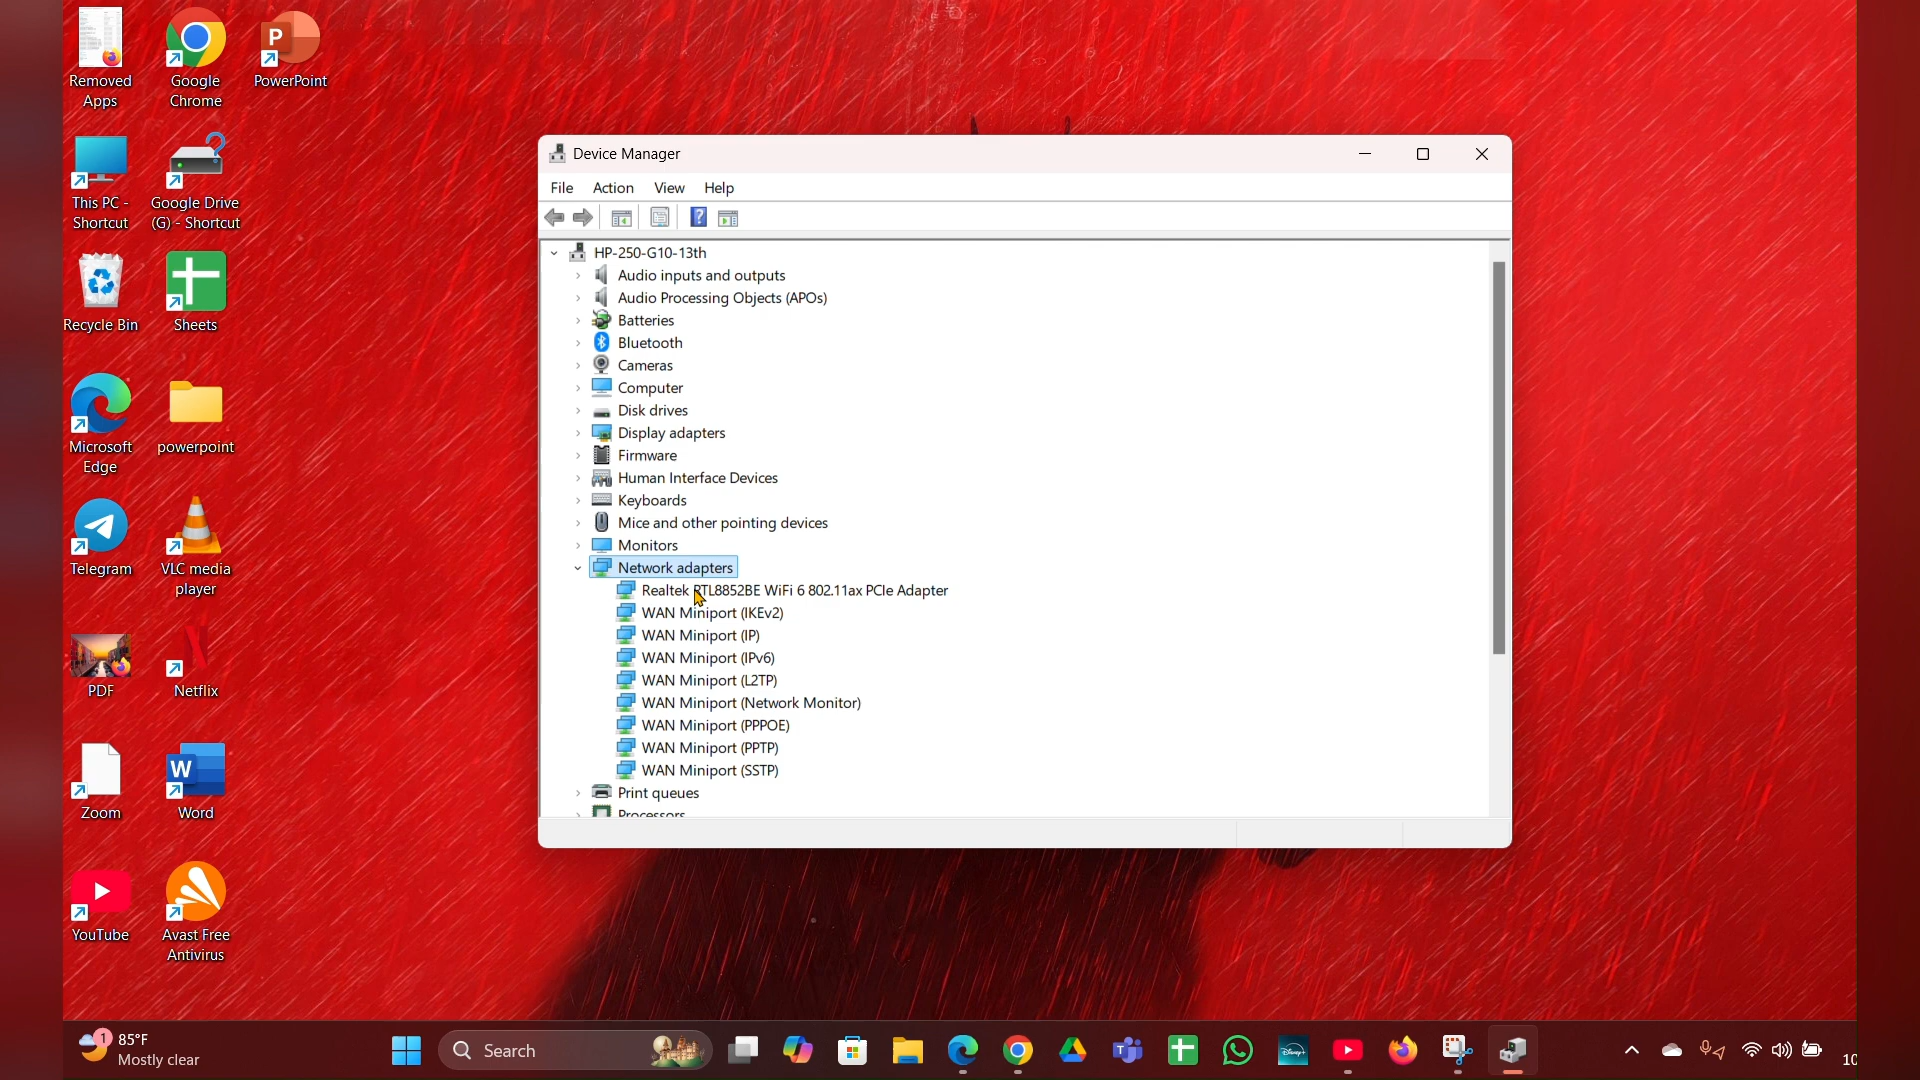 Removed
Apps
Google
Chrome
PowerPoint
This PC -
Shortcut
Google Drive
(G) - Shortcut
Recycle Bin
Sheets
Microsoft
Edge
powerpoint
Telegram
VLC media
player
PDF
Netflix
Zoom
Word
YouTube
Avast Free
Antivirus
Device Manager
File Action View Help
HP-250-G10-13th
Audio inputs and outputs
Audio Processing Objects (APOs)
Batteries
Bluetooth
Cameras
Computer
Disk drives
Display adapters
Firmware
Human Interface Devices
Keyboards
Mice and other pointing devices
Monitors
Network adapters
Realtek RTL8852BE WiFi 6 802.11ax PCIe Adapter
WAN Miniport (IKEv2)
WAN Miniport (IP)
WAN Miniport (IPv6)
WAN Miniport (L2TP)
WAN Miniport (Network Monitor)
WAN Miniport (PPPOE)
WAN Miniport (PPTP)
WAN Miniport (SSTP)
Print queues
Processors
1
85°F
Mostly clear
Search
Disney+
10